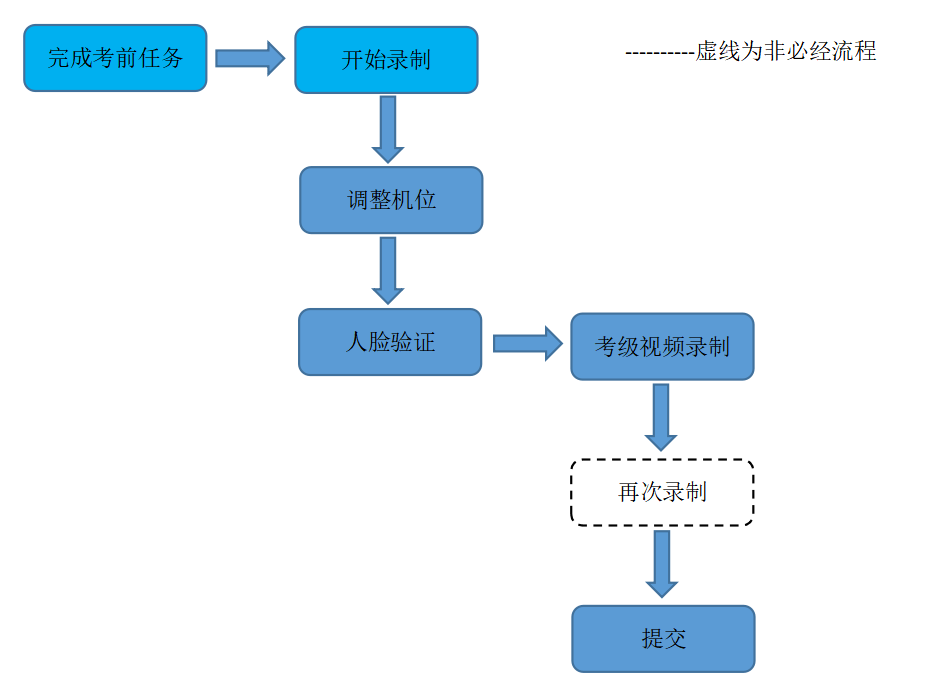 完成考前任务
开始录制
----------虚线为非必经流程
调整机位
人脸验证
考级视频录制
再次录制
提交